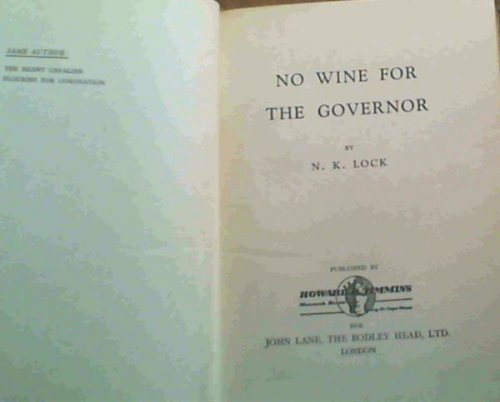 SAME AUTHOR:
THE SILENT CAVALIER
FLOURISH FOR CORONATION
NO WINE FOR
THE GOVERNOR
BY
N. K. LOCK
PUBLISHED BY
HOWARD TIMMINS
FOR
JOHN LANE, THE BODLEY HEAD, LTD.
LONDON